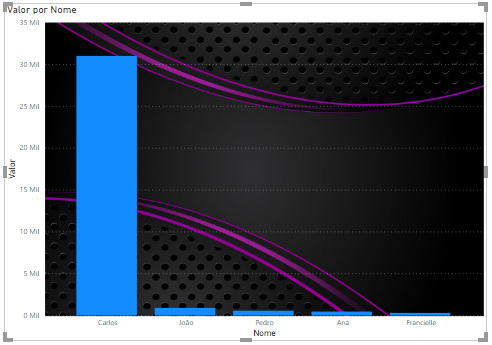 Valor por Nome
35 Mil
30 Mil
25 Mil
20 Mil
15 Mil
10 Mil
5 Mil
0 Mil
Valor
Carlos João Pedro Ana Francielle
Nome